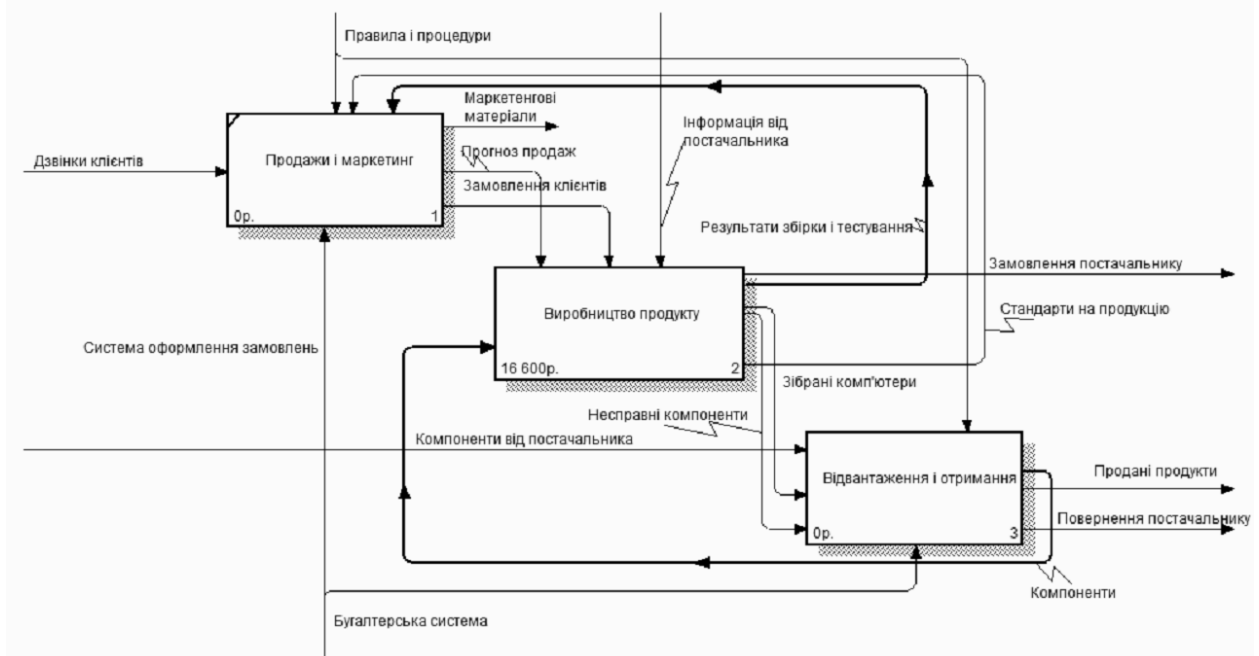 Правила і процедури
Маркетенгові
матеріали
Інформація від
постачальника
Дзвінки клієнтів
Продажи і маркетинг
Прогноз продаж
Замовлення клієнтів
0р. 1
Результати збірки і тестування
Замовлення постачальнику
Виробництво продукту
Стандарти на продукцію
Система оформлення замовлень
16 600р. 2
Зібрані комп'ютери
Несправні компоненти
Компоненти від постачальника
Відвантаження і отримання
Продані продукти
Повернення постачальнику
0р. 3
Компоненти
Бугалтерська система